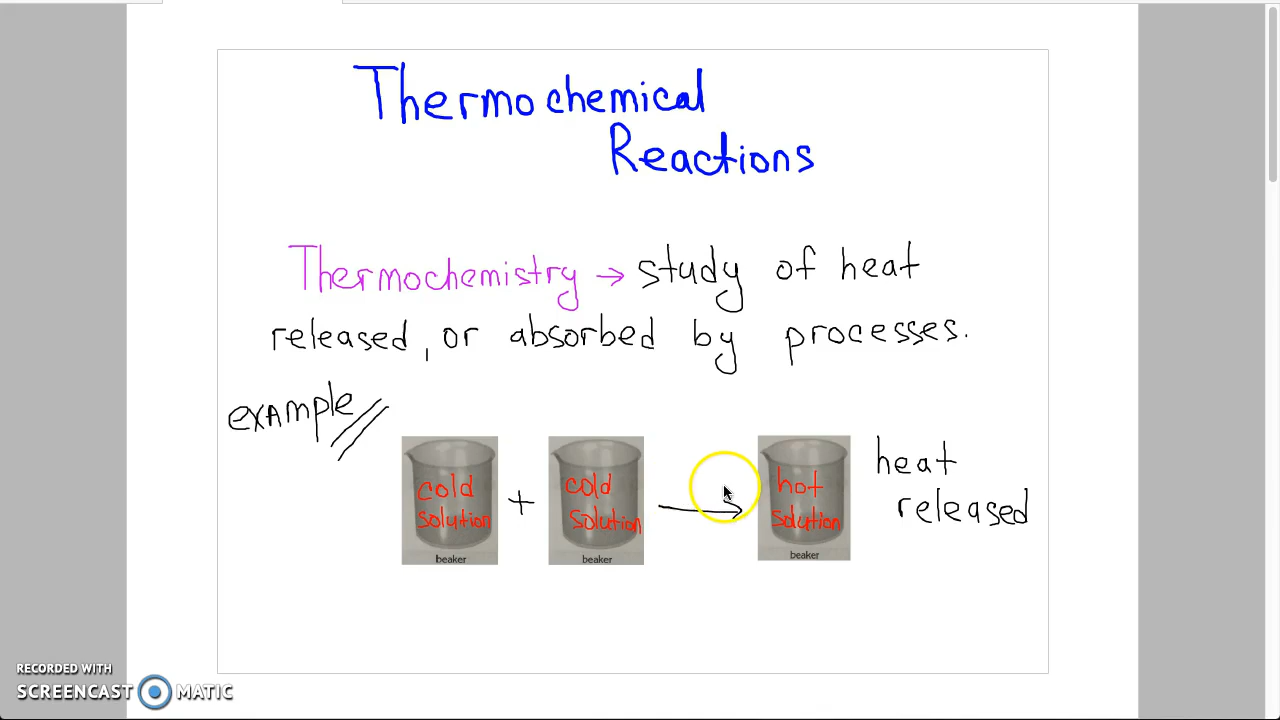 Thermochemical
Reactions
Thermochemistry → study of heat
released, or absorbed by processes.
example
cold solution + cold solution → hot solution heat released
beaker beaker beaker
RECORDED WITH
SCREENCAST MATIC